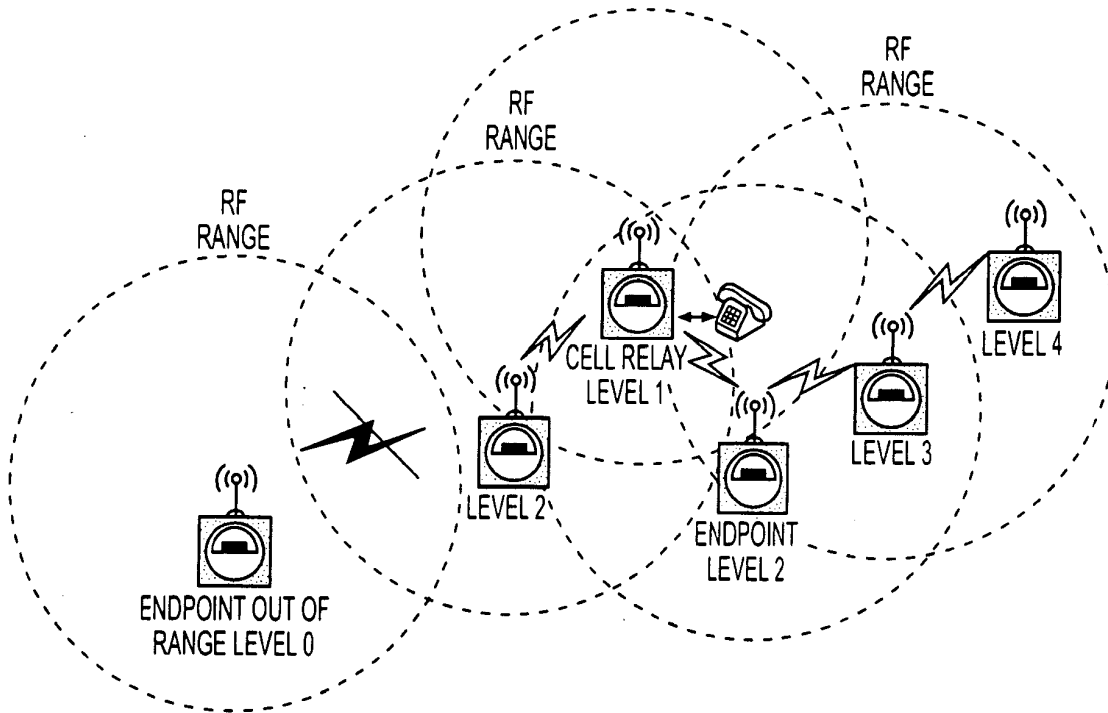 RF
RANGE
RF
RANGE
RF
RANGE
CELL RELAY
LEVEL 1
LEVEL 4
LEVEL 3
LEVEL 2
ENDPOINT
LEVEL 2
ENDPOINT OUT OF
RANGE LEVEL 0